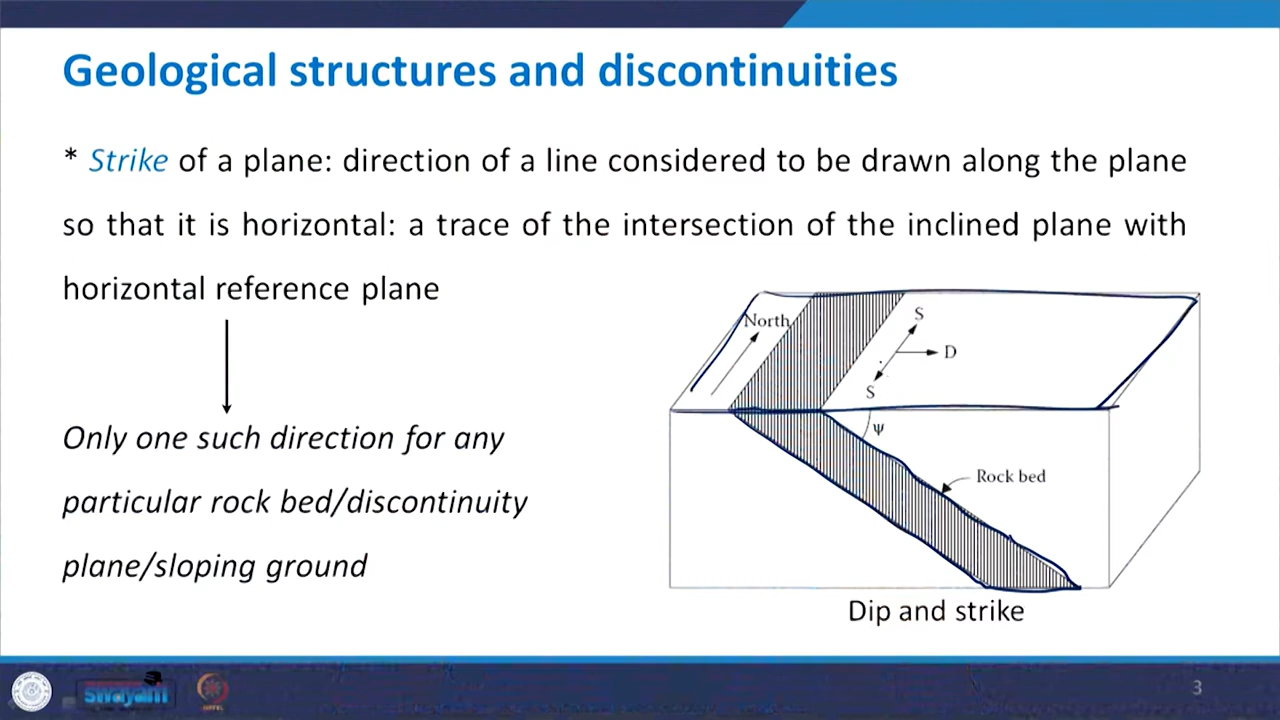 Geological structures and discontinuities
* Strike of a plane: direction of a line considered to be drawn along the plane
so that it is horizontal: a trace of the intersection of the inclined plane with
horizontal reference plane
North
S
D
S
ψ
Rock bed
Only one such direction for any
particular rock bed/discontinuity
plane/sloping ground
Dip and strike
swayam
3